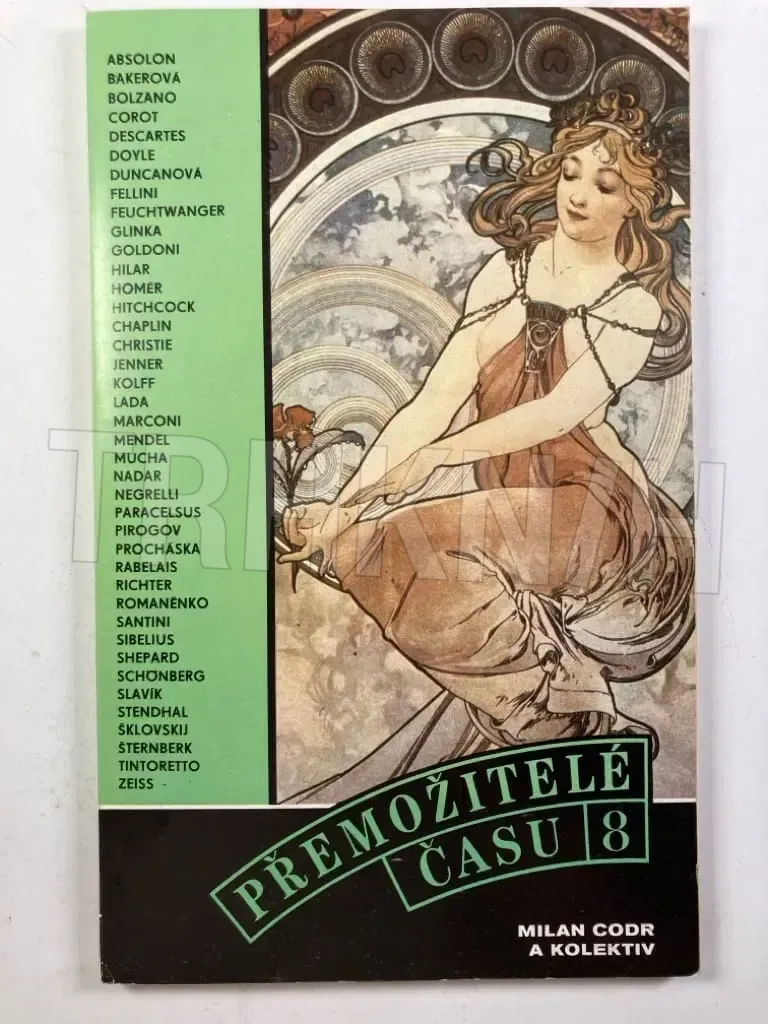 ABSOLON
BAKEROVÁ
BOLZANO
COROT
DESCARTES
DOYLE
DUNCANOVÁ
FELLINI
FEUCHTWANGER
GLINKA
GOLDONI
HILAR
HOMÉR
HITCHCOCK
CHAPLIN
CHRISTIE
JENNER
KOLFF
LADA
MARCONI
MENDEL
MUCHA
NADAR
NEGRELLI
PARACELSUS
PIROGOV
PROCHÁSKA
RABELAIS
RICHTER
ROMANĚNKO
SANTINI
SIBELIUS
SHEPARD
SCHÖNBERG
SLAVÍK
STENDHAL
ŠKLOVSKIJ
ŠTERNBERK
TINTORETTO
ZEISS
PŘEMOŽITELÉ
ČASU 8
MILAN CODR
A KOLEKTIV